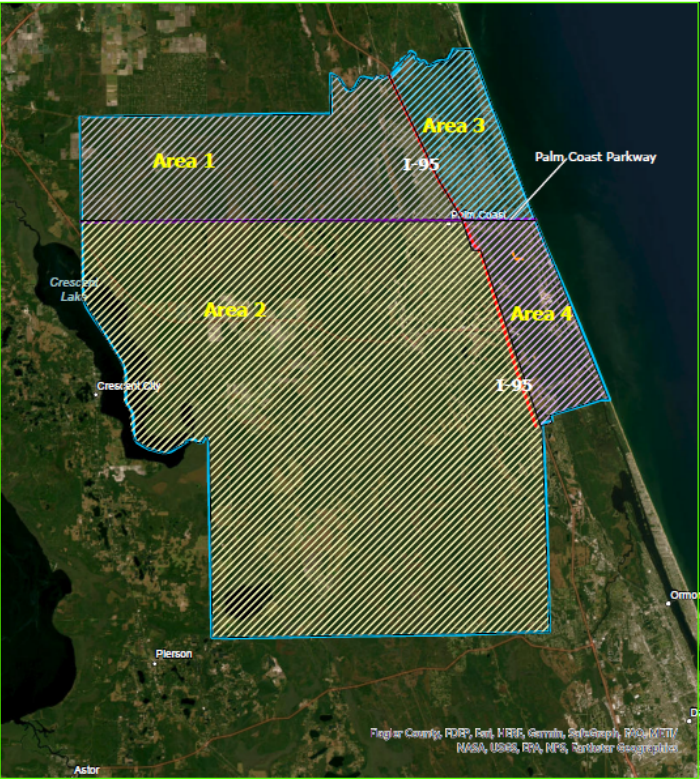 Area 3
Area 1
I-95
Palm Coast Parkway
Palm Coast
Crescent
Lake
Area 2
Area 4
I-95
Crescent City
Pierson
Astor
Ormo
D
Flagler County, FDEP, Esri, HERE, Garmin, SafeGraph, FAO, METI/
NASA, USGS, EPA, NPS, Earthstar Geographics